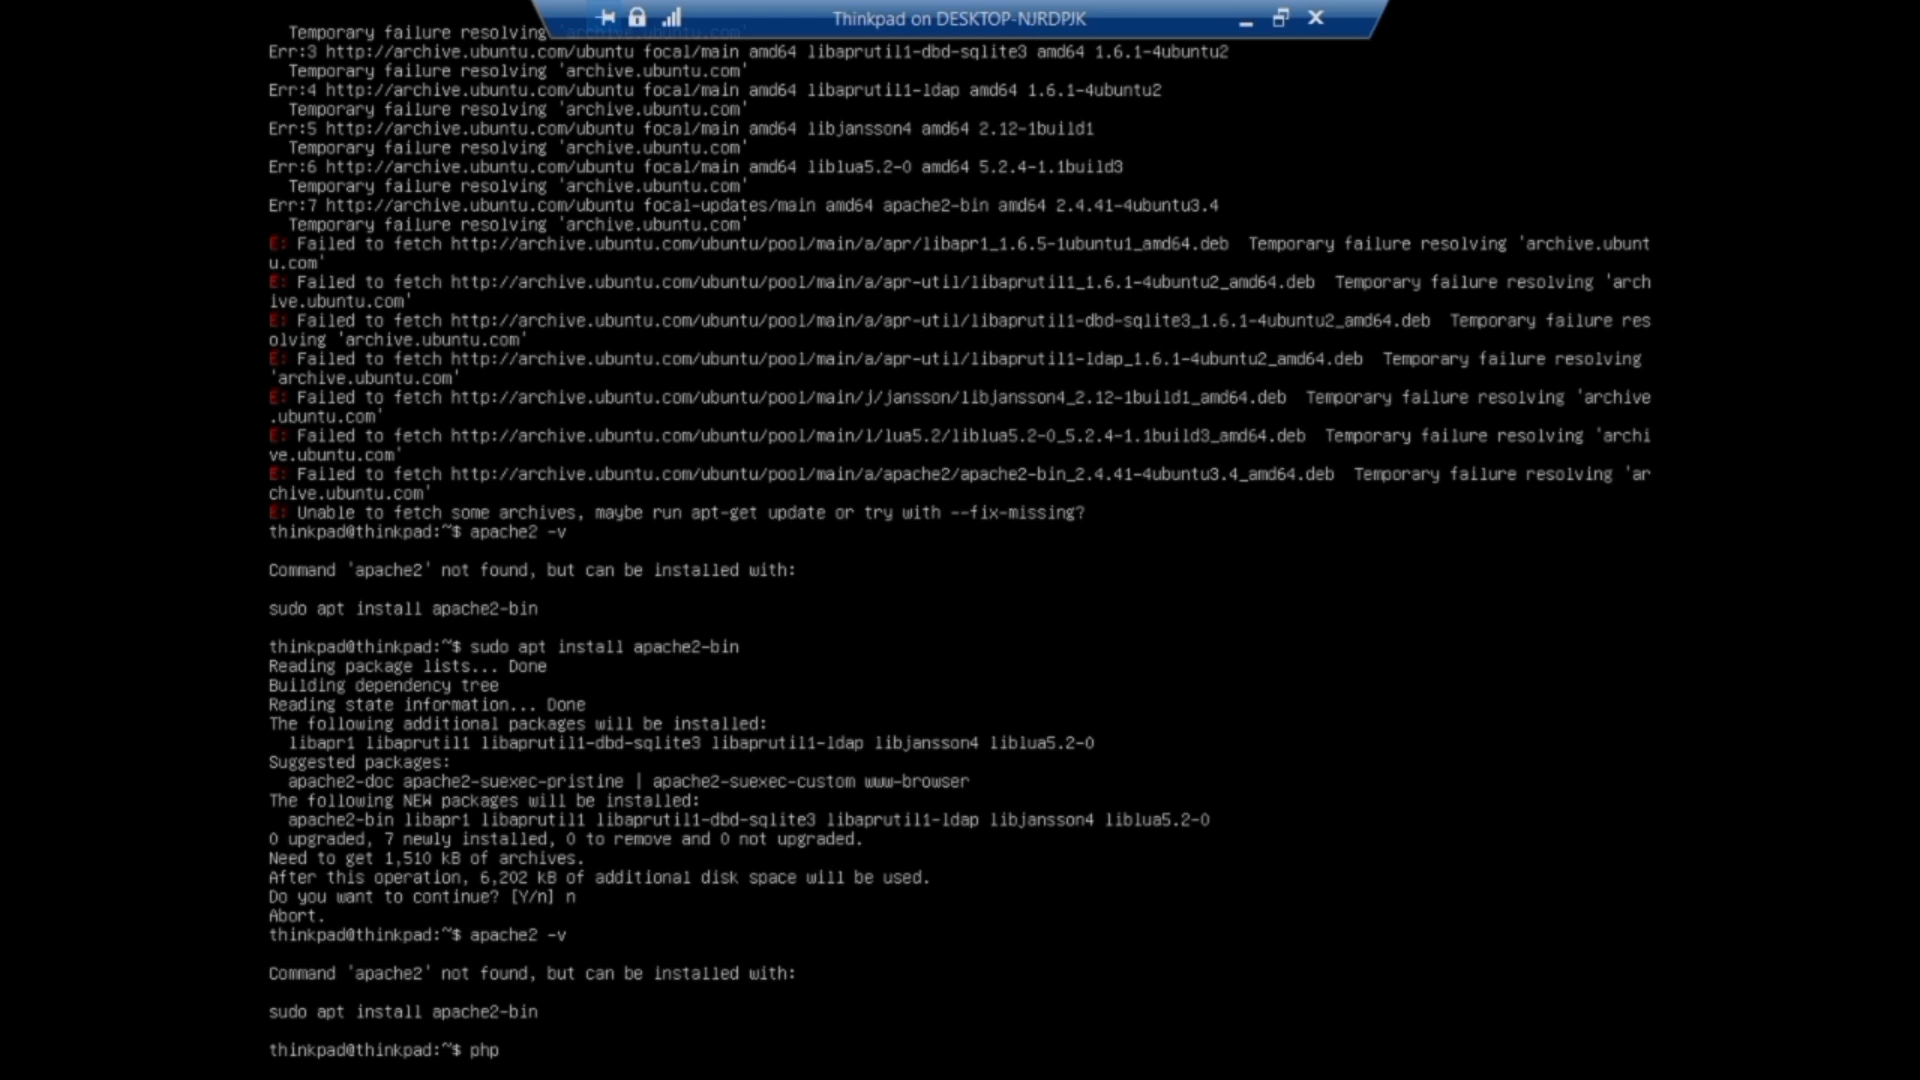 Thinkpad on DESKTOP-NJRDPJK
Temporary failure resolving 'archive.ubuntu.com'
Err:3 http://archive.ubuntu.com/ubuntu focal/main amd64 libaprutil1-dbd-sqlite3 amd64 1.6.1-4ubuntu2
Temporary failure resolving 'archive.ubuntu.com'
Err:4 http://archive.ubuntu.com/ubuntu focal/main amd64 libaprutil1-ldap amd64 1.6.1-4ubuntu2
Temporary failure resolving 'archive.ubuntu.com'
Err:5 http://archive.ubuntu.com/ubuntu focal/main amd64 libjansson4 amd64 2.12-1build1
Temporary failure resolving 'archive.ubuntu.com'
Err:6 http://archive.ubuntu.com/ubuntu focal/main amd64 liblua5.2-0 amd64 5.2.4-1.1build3
Temporary failure resolving 'archive.ubuntu.com'
Err:7 http://archive.ubuntu.com/ubuntu focal-updates/main amd64 apache2-bin amd64 2.4.41-4ubuntu3.4
Temporary failure resolving 'archive.ubuntu.com'
E: Failed to fetch http://archive.ubuntu.com/ubuntu/pool/main/a/apr/libapr1_1.6.5-1ubuntu1_amd64.deb  Temporary failure resolving 'archive.ubunt
u.com'
E: Failed to fetch http://archive.ubuntu.com/ubuntu/pool/main/a/apr-util/libaprutil1_1.6.1-4ubuntu2_amd64.deb  Temporary failure resolving 'arch
ive.ubuntu.com'
E: Failed to fetch http://archive.ubuntu.com/ubuntu/pool/main/a/apr-util/libaprutil1-dbd-sqlite3_1.6.1-4ubuntu2_amd64.deb  Temporary failure res
olving 'archive.ubuntu.com'
E: Failed to fetch http://archive.ubuntu.com/ubuntu/pool/main/a/apr-util/libaprutil1-ldap_1.6.1-4ubuntu2_amd64.deb  Temporary failure resolving
'archive.ubuntu.com'
E: Failed to fetch http://archive.ubuntu.com/ubuntu/pool/main/j/jansson/libjansson4_2.12-1build1_amd64.deb  Temporary failure resolving 'archive
.ubuntu.com'
E: Failed to fetch http://archive.ubuntu.com/ubuntu/pool/main/l/lua5.2/liblua5.2-0_5.2.4-1.1build3_amd64.deb  Temporary failure resolving 'archi
ve.ubuntu.com'
E: Failed to fetch http://archive.ubuntu.com/ubuntu/pool/main/a/apache2/apache2-bin_2.4.41-4ubuntu3.4_amd64.deb  Temporary failure resolving 'ar
chive.ubuntu.com'
E: Unable to fetch some archives, maybe run apt-get update or try with --fix-missing?
thinkpad@thinkpad:~$ apache2 -v
Command 'apache2' not found, but can be installed with:
sudo apt install apache2-bin
thinkpad@thinkpad:~$ sudo apt install apache2-bin
Reading package lists... Done
Building dependency tree
Reading state information... Done
The following additional packages will be installed:
libapr1 libaprutil1 libaprutil1-dbd-sqlite3 libaprutil1-ldap libjansson4 liblua5.2-0
Suggested packages:
apache2-doc apache2-suexec-pristine | apache2-suexec-custom www-browser
The following NEW packages will be installed:
apache2-bin libapr1 libaprutil1 libaprutil1-dbd-sqlite3 libaprutil1-ldap libjansson4 liblua5.2-0
0 upgraded, 7 newly installed, 0 to remove and 0 not upgraded.
Need to get 1,510 kB of archives.
After this operation, 6,202 kB of additional disk space will be used.
Do you want to continue? [Y/n] n
Abort.
thinkpad@thinkpad:~$ apache2 -v
Command 'apache2' not found, but can be installed with:
sudo apt install apache2-bin
thinkpad@thinkpad:~$ php